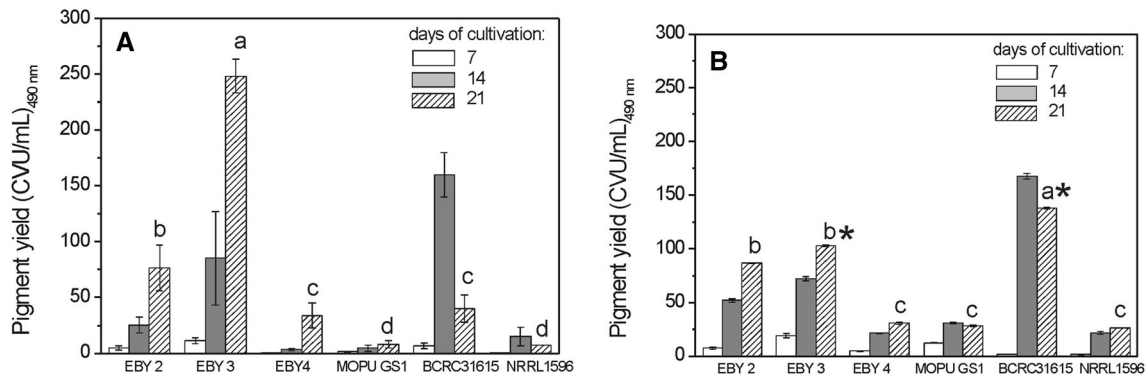 A
Pigment yield (CVU/mL)490 nm
300
250
200
150
100
50
0
days of cultivation:
7
14
21
b
a
c
d
c
d
EBY 2 EBY 3 EBY4 MOPU GS1 BCRC31615 NRRL1596
B
Pigment yield (CVU/mL)490 nm
300
250
200
150
100
50
0
days of cultivation:
7
14
21
b
b*
c
c
a*
c
EBY 2 EBY 3 EBY 4 MOPU GS1 BCRC31615 NRRL1596